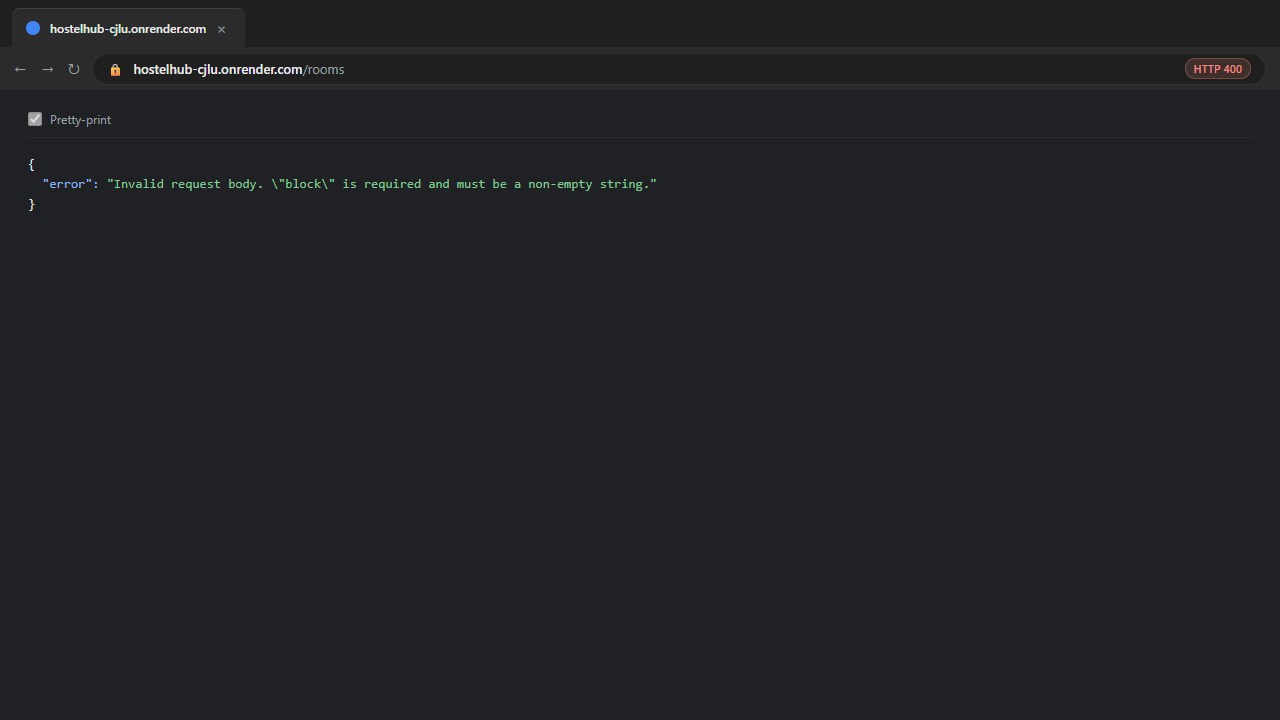 hostelhub-cjlu.onrender.com ×
← → ↻ hostelhub-cjlu.onrender.com/rooms HTTP 400
Pretty-print
{
"error": "Invalid request body. \"block\" is required and must be a non-empty string."
}